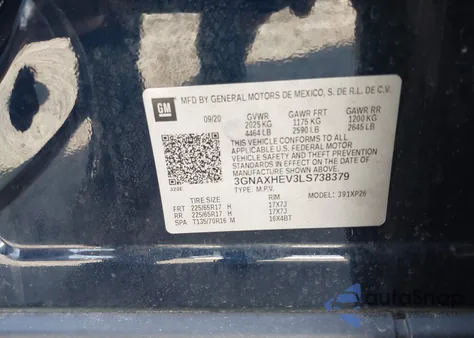 GM MFD BY GENERAL MOTORS DE MEXICO, S. DE R.L. DE C.V.
09/20 GVWR GAWR FRT GAWR RR
2025 KG 1175 KG 1200 KG
4464 LB 2590 LB 2645 LB
THIS VEHICLE CONFORMS TO ALL APPLICABLE
U.S. FEDERAL MOTOR VEHICLE SAFETY, BUMPER, AND THEFT PREVENTION
STANDARDS IN EFFECT ON THE DATE OF
MANUFACTURE SHOWN ABOVE.
3GNAXHEV3LS738379
TYPE: M.P.V. MODEL: 391XP26
TIRE SIZE RIM
FRT 225/65R17 H 17X7J
RR 225/65R17 H 17X7J
SPA T135/70R16 M 16X4BT
autoSnap